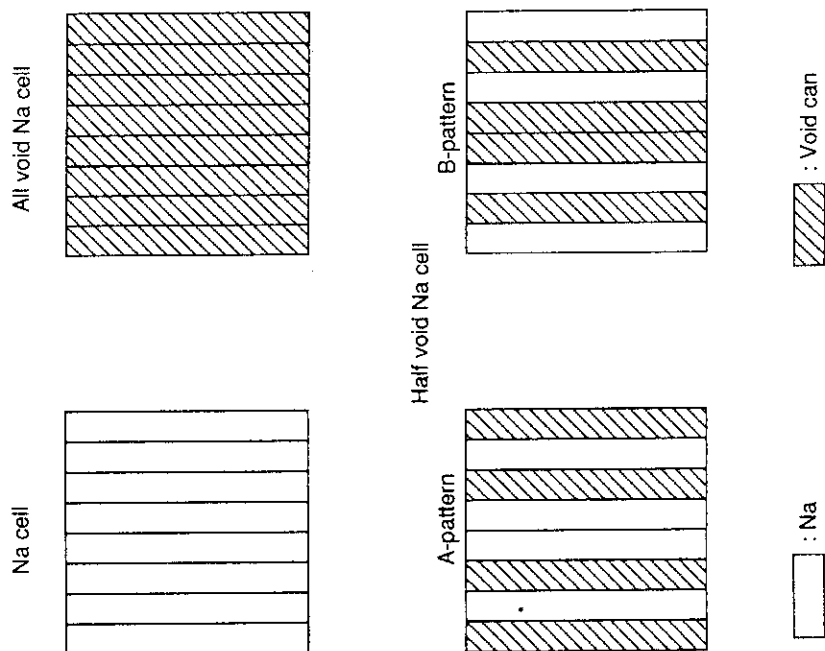 Na cell
All void Na cell
Half void Na cell
A-pattern
B-pattern
: Na
: Void can